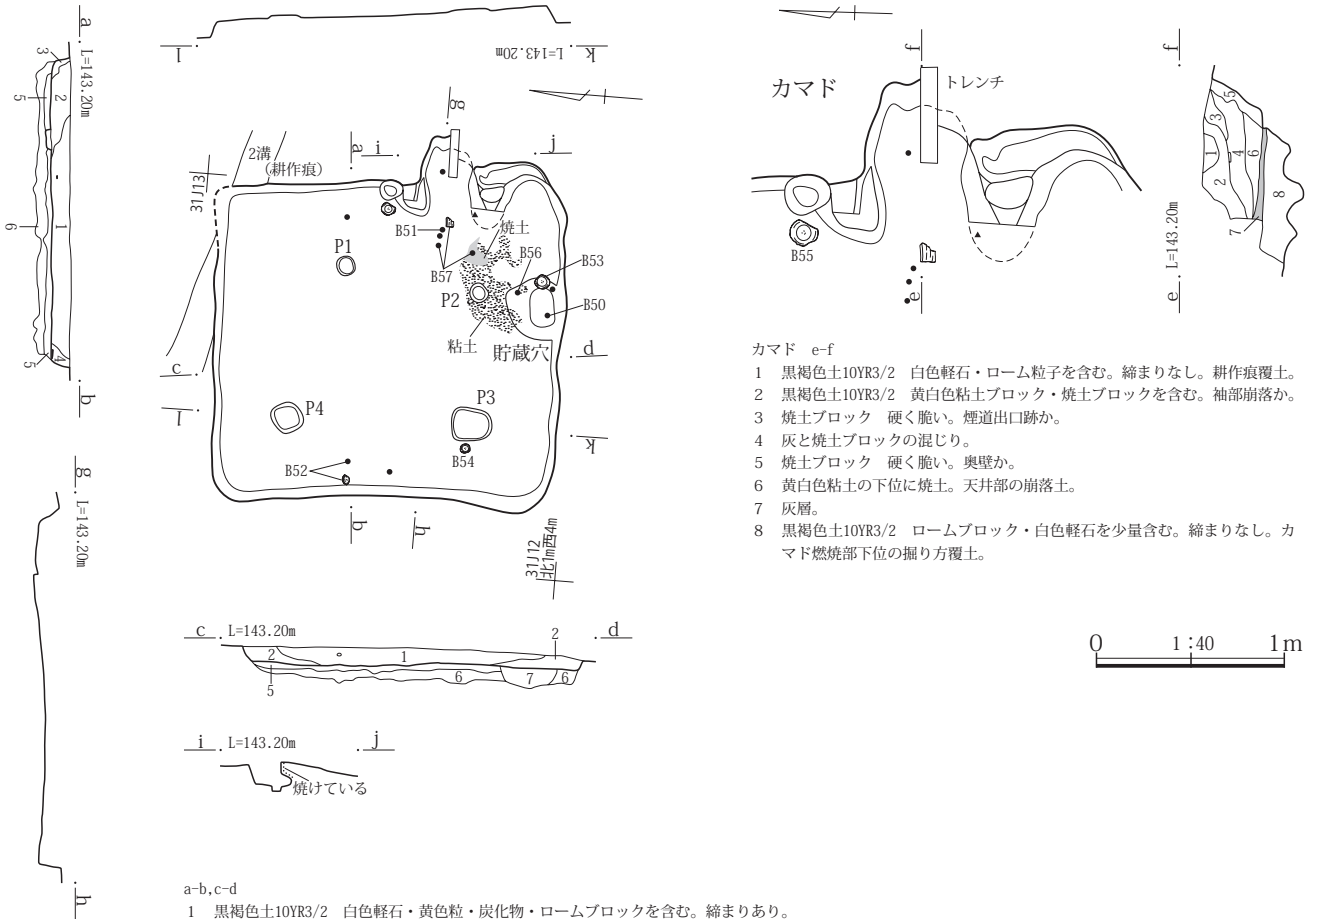 a
L=143.20m
3
2
5
1
6
4
5
b
l
L=143.20m
k
g
a
i
j
2溝
（耕作痕）
31J13
P1
B51
焼土
B56
B53
B57
P2
B50
粘土
貯蔵穴
c
d
l
P4
P3
k
B52
B54
b
h
31J12
北1m西4m
g
L=143.20m
h
c
L=143.20m
d
2
2
1
5
6
7
6
i
L=143.20m
j
焼けている
カマド
f
トレンチ
B55
e
f
5
3
1
4
6
2
8
7
L=143.20m
e
カマド　e-f
1　黒褐色土10YR3/2　白色軽石・ローム粒子を含む。締まりなし。耕作痕覆土。
2　黒褐色土10YR3/2　黄白色粘土ブロック・焼土ブロックを含む。袖部崩落か。
3　焼土ブロック　硬く脆い。煙道出口跡か。
4　灰と焼土ブロックの混じり。
5　焼土ブロック　硬く脆い。奥壁か。
6　黄白色粘土の下位に焼土。天井部の崩落土。
7　灰層。
8　黒褐色土10YR3/2　ロームブロック・白色軽石を少量含む。締まりなし。カ
マド燃焼部下位の掘り方覆土。
0　1：40　1m
a-b,c-d
1　黒褐色土10YR3/2　白色軽石・黄色粒・炭化物・ロームブロックを含む。締まりあり。